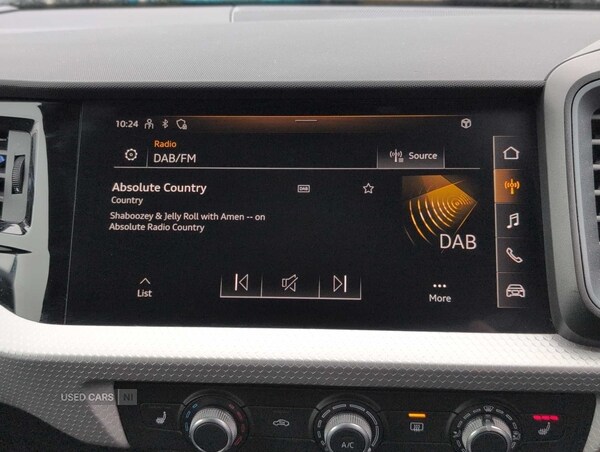 10:24
Radio
DAB/FM
Source
Absolute Country
DAB
Country
Shaboozey & Jelly Roll with Amen -- on
Absolute Radio Country
DAB
List
More
USED CARS NI
A/C